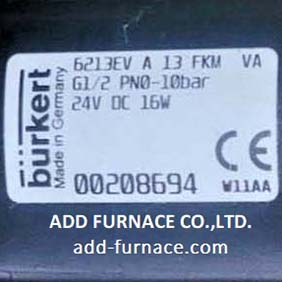 bürkert
Made in Germany
6213EV A 13 FKM VA
G1/2 PN0-10bar
24V DC 16W
CE
00208694
W11AA
ADD FURNACE CO.,LTD.
add-furnace.com